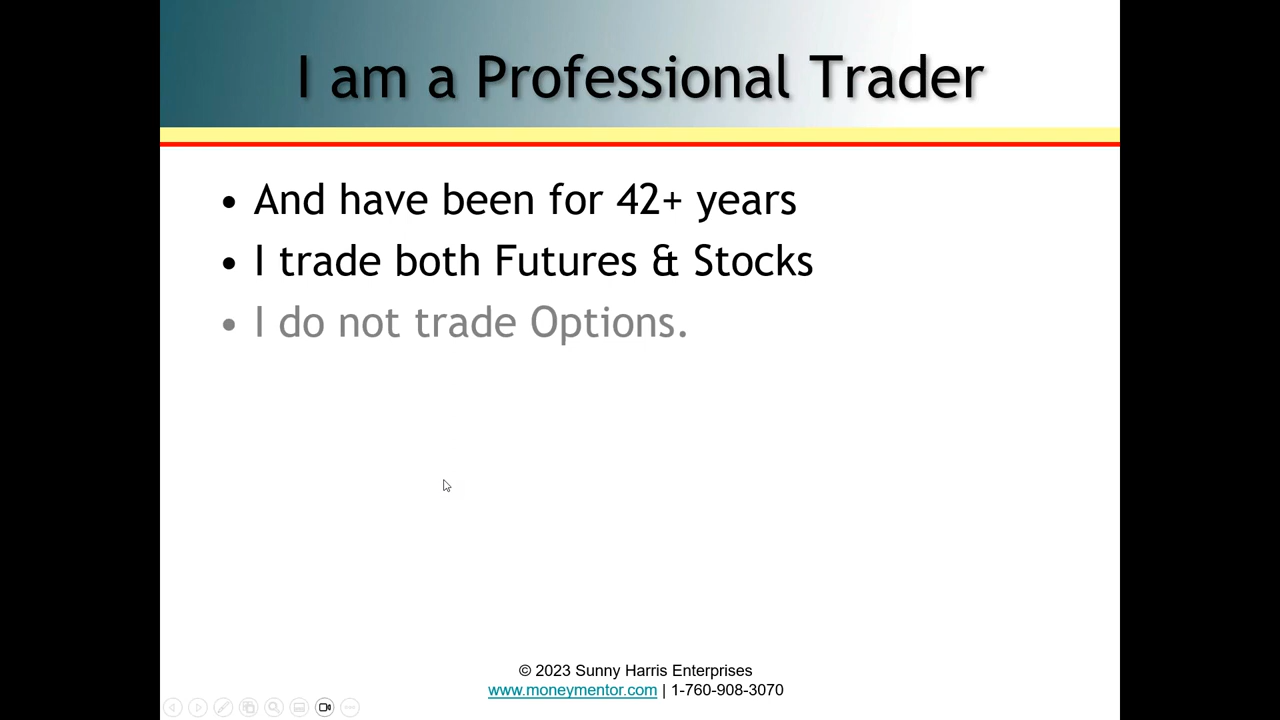 I am a Professional Trader
• And have been for 42+ years
• I trade both Futures & Stocks
• I do not trade Options.
© 2023 Sunny Harris Enterprises
www.moneymentor.com | 1-760-908-3070